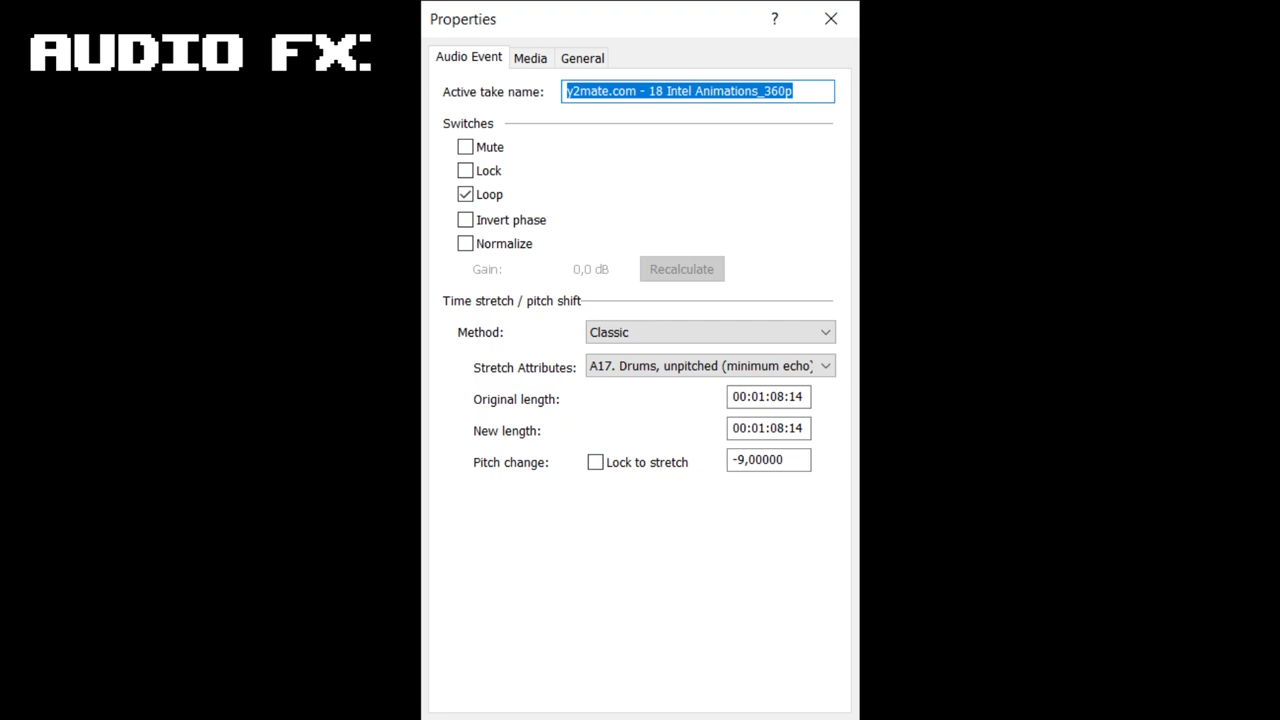 AUDIO FX:
Properties
?
Audio Event Media General
Active take name: y2mate.com - 18 Intel Animations_360p
Switches
Mute
Lock
Loop
Invert phase
Normalize
Gain: 0,0 dB Recalculate
Time stretch / pitch shift
Method: Classic
Stretch Attributes: A17. Drums, unpitched (minimum echo)
Original length: 00:01:08:14
New length: 00:01:08:14
Pitch change: Lock to stretch -9,00000